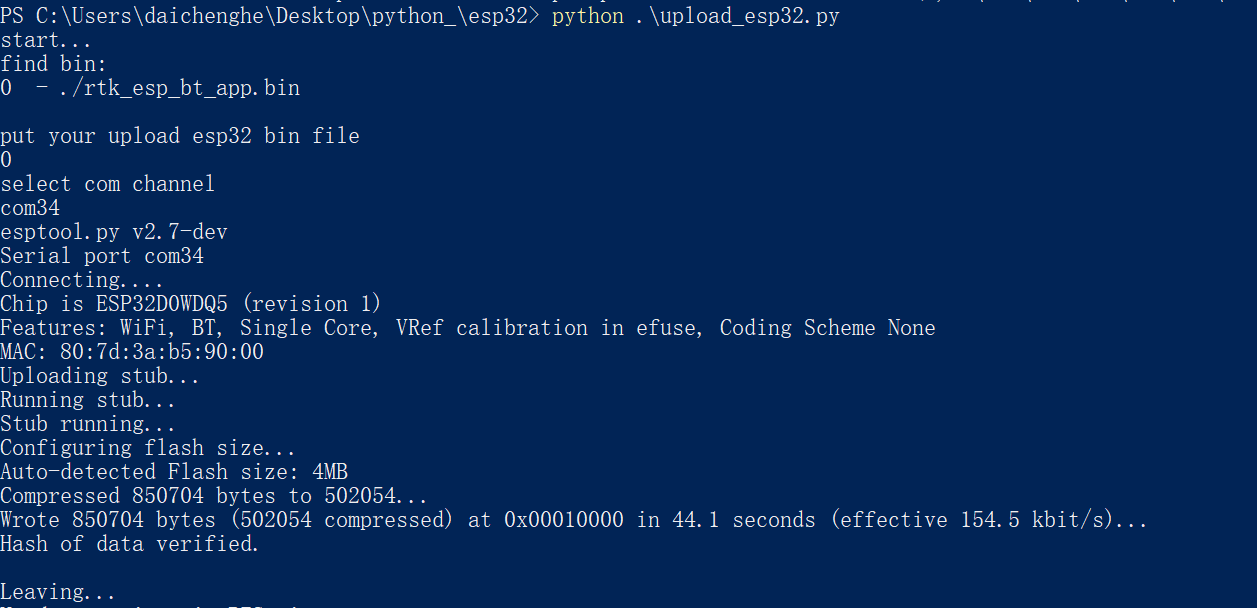 PS C:\Users\daichenghe\Desktop\python_\esp32> python .\upload_esp32.py
start...
find bin:
0  - ./rtk_esp_bt_app.bin
put your upload esp32 bin file
0
select com channel
com34
esptool.py v2.7-dev
Serial port com34
Connecting....
Chip is ESP32D0WDQ5 (revision 1)
Features: WiFi, BT, Single Core, VRef calibration in efuse, Coding Scheme None
MAC: 80:7d:3a:b5:90:00
Uploading stub...
Running stub...
Stub running...
Configuring flash size...
Auto-detected Flash size: 4MB
Compressed 850704 bytes to 502054...
Wrote 850704 bytes (502054 compressed) at 0x00010000 in 44.1 seconds (effective 154.5 kbit/s)...
Hash of data verified.
Leaving...